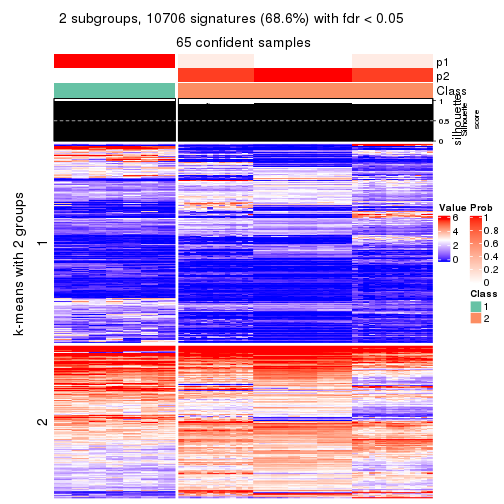 2 subgroups, 10706 signatures (68.6%) with fdr < 0.05
65 confident samples
p1
p2
Class
1
0.5
0
silhouette
Silhouette
score
k-means with 2 groups
1
2
Value
6
4
2
0
Prob
1
0.8
0.6
0.4
0.2
0
Class
1
2